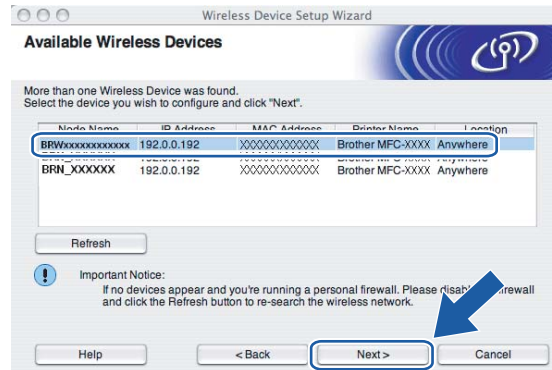 Wireless Device Setup Wizard
Available Wireless Devices
More than one Wireless Device was found.
Select the device you wish to configure and click "Next".
Node Name IP Address MAC Address Printer Name Location
BRWxxxxxxxxxxxx 192.0.0.192 XXXXXXXXXXXX Brother MFC-XXXX Anywhere
BRN_XXXXXX 192.0.0.192 XXXXXXXXXXXX Brother MFC-XXXX Anywhere
Refresh
Important Notice:
If no devices appear and you're running a personal firewall. Please
and click the Refresh button to re-search the wireless network.
Help
< Back
Next >
Cancel